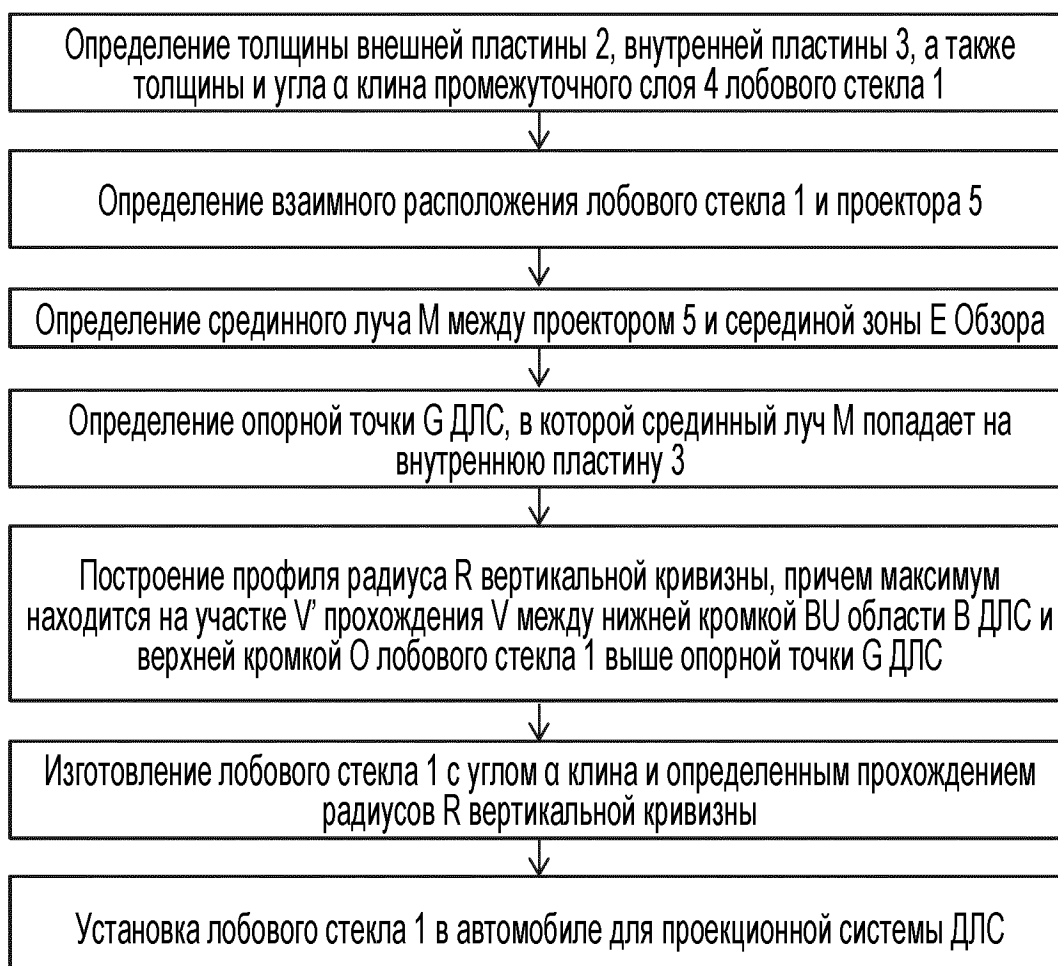 Определение толщины внешней пластины 2, внутренней пластины 3, а также
толщины и угла α клина промежуточного слоя 4 лобового стекла 1
Определение взаимного расположения лобового стекла 1 и проектора 5
Определение срединного луча M между проектором 5 и серединой зоны E Обзора
Определение опорной точки G ДЛС, в которой срединный луч M попадает на
внутреннюю пластину 3
Построение профиля радиуса R вертикальной кривизны, причем максимум
находится на участке V’ прохождения V между нижней кромкой BU области B ДЛС и
верхней кромкой O лобового стекла 1 выше опорной точки G ДЛС
Изготовление лобового стекла 1 с углом α клина и определенным прохождением
радиусов R вертикальной кривизны
Установка лобового стекла 1 в автомобиле для проекционной системы ДЛС